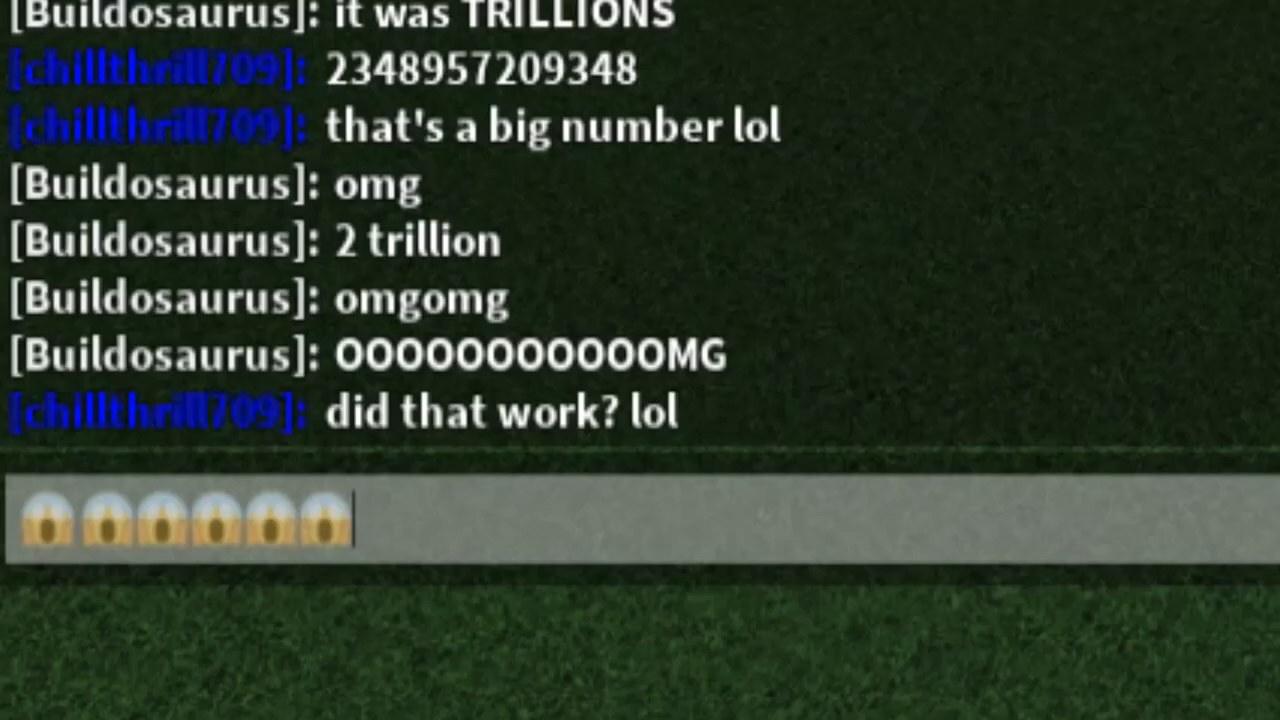 [Buildosaurus]: it was TRILLIONS
[chillthrill709]: 2348957209348
[chillthrill709]: that's a big number lol
[Buildosaurus]: omg
[Buildosaurus]: 2 trillion
[Buildosaurus]: omgomg
[Buildosaurus]: OOOOOOOOOOOOMG
[chillthrill709]: did that work? lol
😱 😱😱😱😱😱